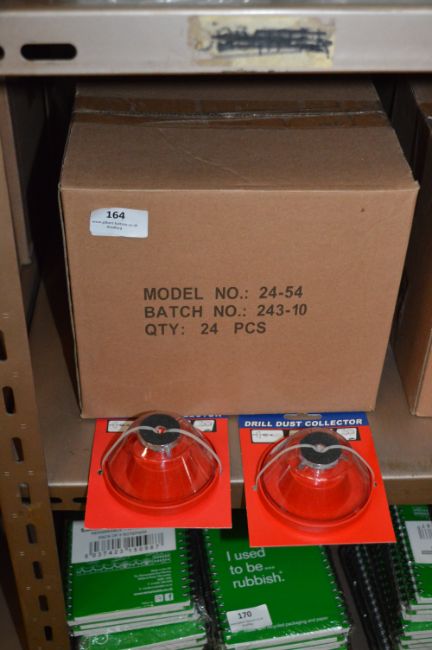 164
MODEL NO.: 24-54
BATCH NO.: 243-10
QTY: 24 PCS
COLLECTOR
DRILL DUST COLLECTOR
I used
to be...
rubbish.
170